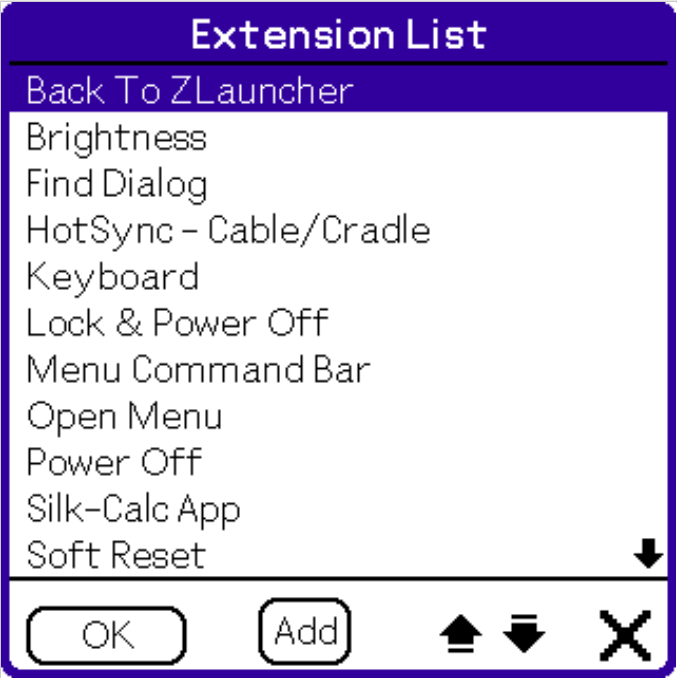 Extension List
Back To ZLauncher
Brightness
Find Dialog
HotSync – Cable/Cradle
Keyboard
Lock & Power Off
Menu Command Bar
Open Menu
Power Off
Silk-Calc App
Soft Reset
OK Add